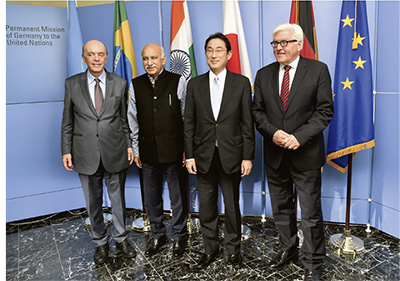 Permanent Mission
of Germany to the
United Nations